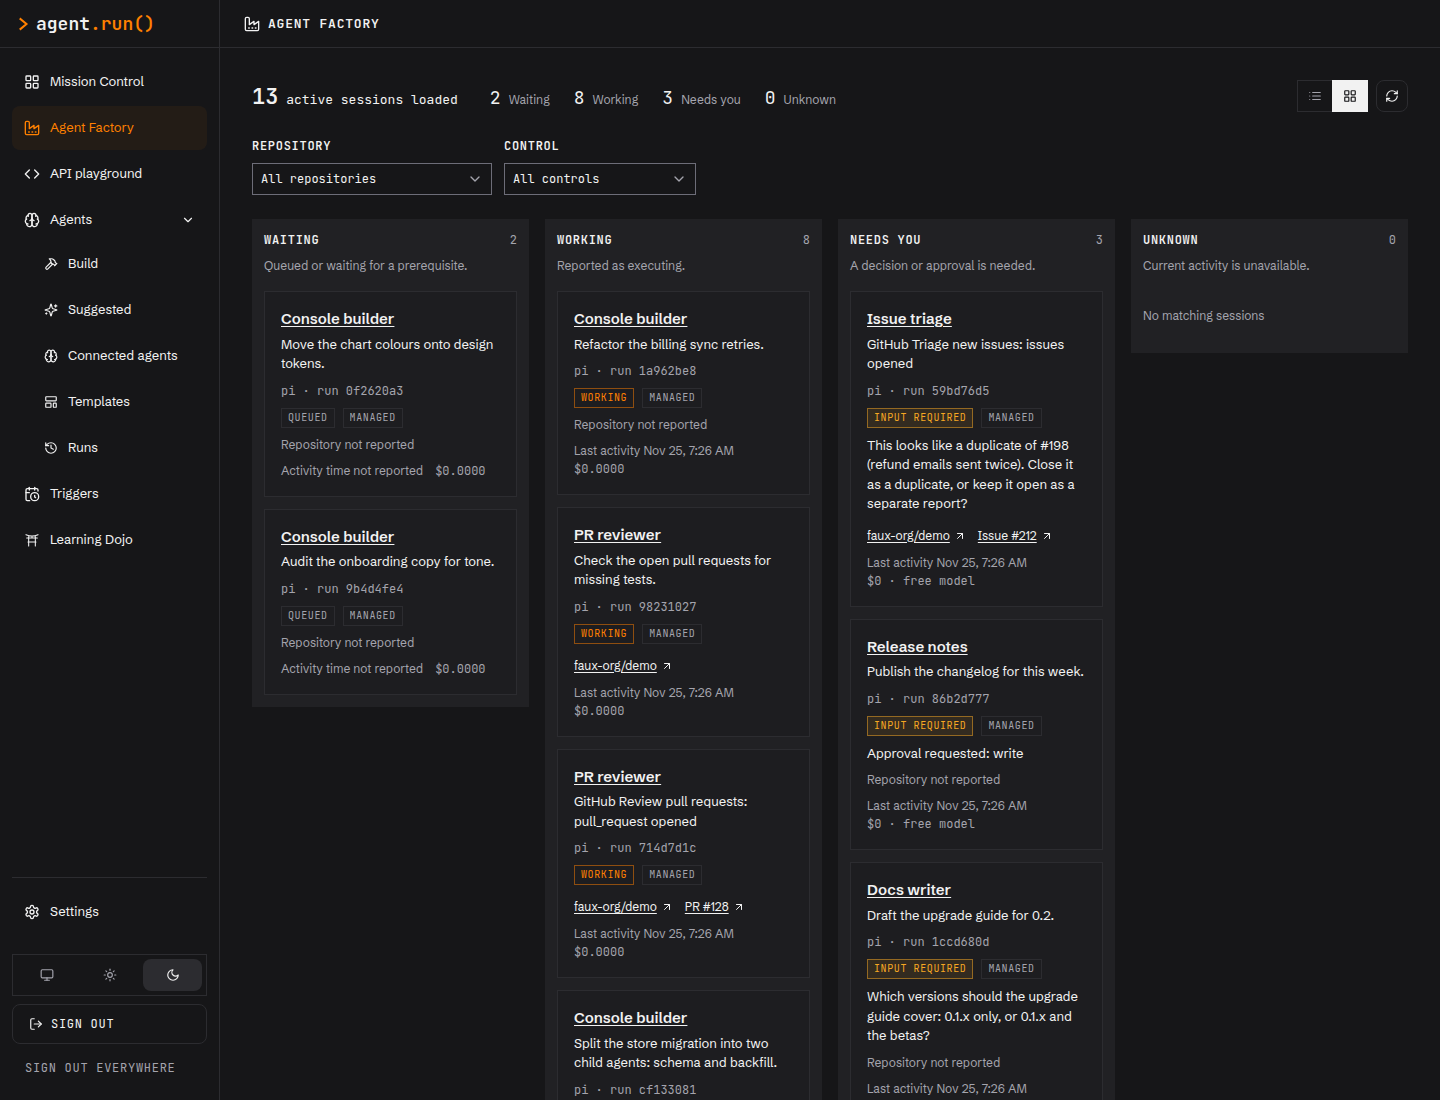 agent.run()
AGENT FACTORY
Mission Control
Agent Factory
API playground
Agents
Build
Suggested
Connected agents
Templates
Runs
Triggers
Learning Dojo
Settings
SIGN OUT
SIGN OUT EVERYWHERE
13 active sessions loaded 2 Waiting 8 Working 3 Needs you 0 Unknown
REPOSITORY
All repositories
CONTROL
All controls
WAITING 2
Queued or waiting for a prerequisite.
Console builder
Move the chart colours onto design
tokens.
pi · run 0f2620a3
QUEUED MANAGED
Repository not reported
Activity time not reported $0.0000
Console builder
Audit the onboarding copy for tone.
pi · run 9b4d4fe4
QUEUED MANAGED
Repository not reported
Activity time not reported $0.0000
WORKING 8
Reported as executing.
Console builder
Refactor the billing sync retries.
pi · run 1a962be8
WORKING MANAGED
Repository not reported
Last activity Nov 25, 7:26 AM
$0.0000
PR reviewer
Check the open pull requests for
missing tests.
pi · run 98231027
WORKING MANAGED
faux-org/demo
Last activity Nov 25, 7:26 AM
$0.0000
PR reviewer
GitHub Review pull requests:
pull_request opened
pi · run 714d7d1c
WORKING MANAGED
faux-org/demo PR #128
Last activity Nov 25, 7:26 AM
$0.0000
Console builder
Split the store migration into two
child agents: schema and backfill.
pi · run cf133081
NEEDS YOU 3
A decision or approval is needed.
Issue triage
GitHub Triage new issues: issues
opened
pi · run 59bd76d5
INPUT REQUIRED MANAGED
This looks like a duplicate of #198
(refund emails sent twice). Close it
as a duplicate, or keep it open as a
separate report?
faux-org/demo Issue #212
Last activity Nov 25, 7:26 AM
$0 · free model
Release notes
Publish the changelog for this week.
pi · run 86b2d777
INPUT REQUIRED MANAGED
Approval requested: write
Repository not reported
Last activity Nov 25, 7:26 AM
$0 · free model
Docs writer
Draft the upgrade guide for 0.2.
pi · run 1ccd680d
INPUT REQUIRED MANAGED
Which versions should the upgrade
guide cover: 0.1.x only, or 0.1.x and
the betas?
Repository not reported
Last activity Nov 25, 7:26 AM
UNKNOWN 0
Current activity is unavailable.
No matching sessions